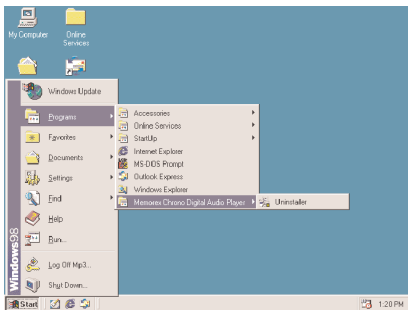 My Computer
Online
Services
Windows Update
Programs
Favorites
Documents
Settings
Find
Help
Run...
Log Off Mp3...
Shut Down...
Windows98
Accessories
Online Services
StartUp
Internet Explorer
MS-DOS Prompt
Outlook Express
Windows Explorer
Memorex Chrono Digital Audio Player
Uninstaller
Start
1:20 PM